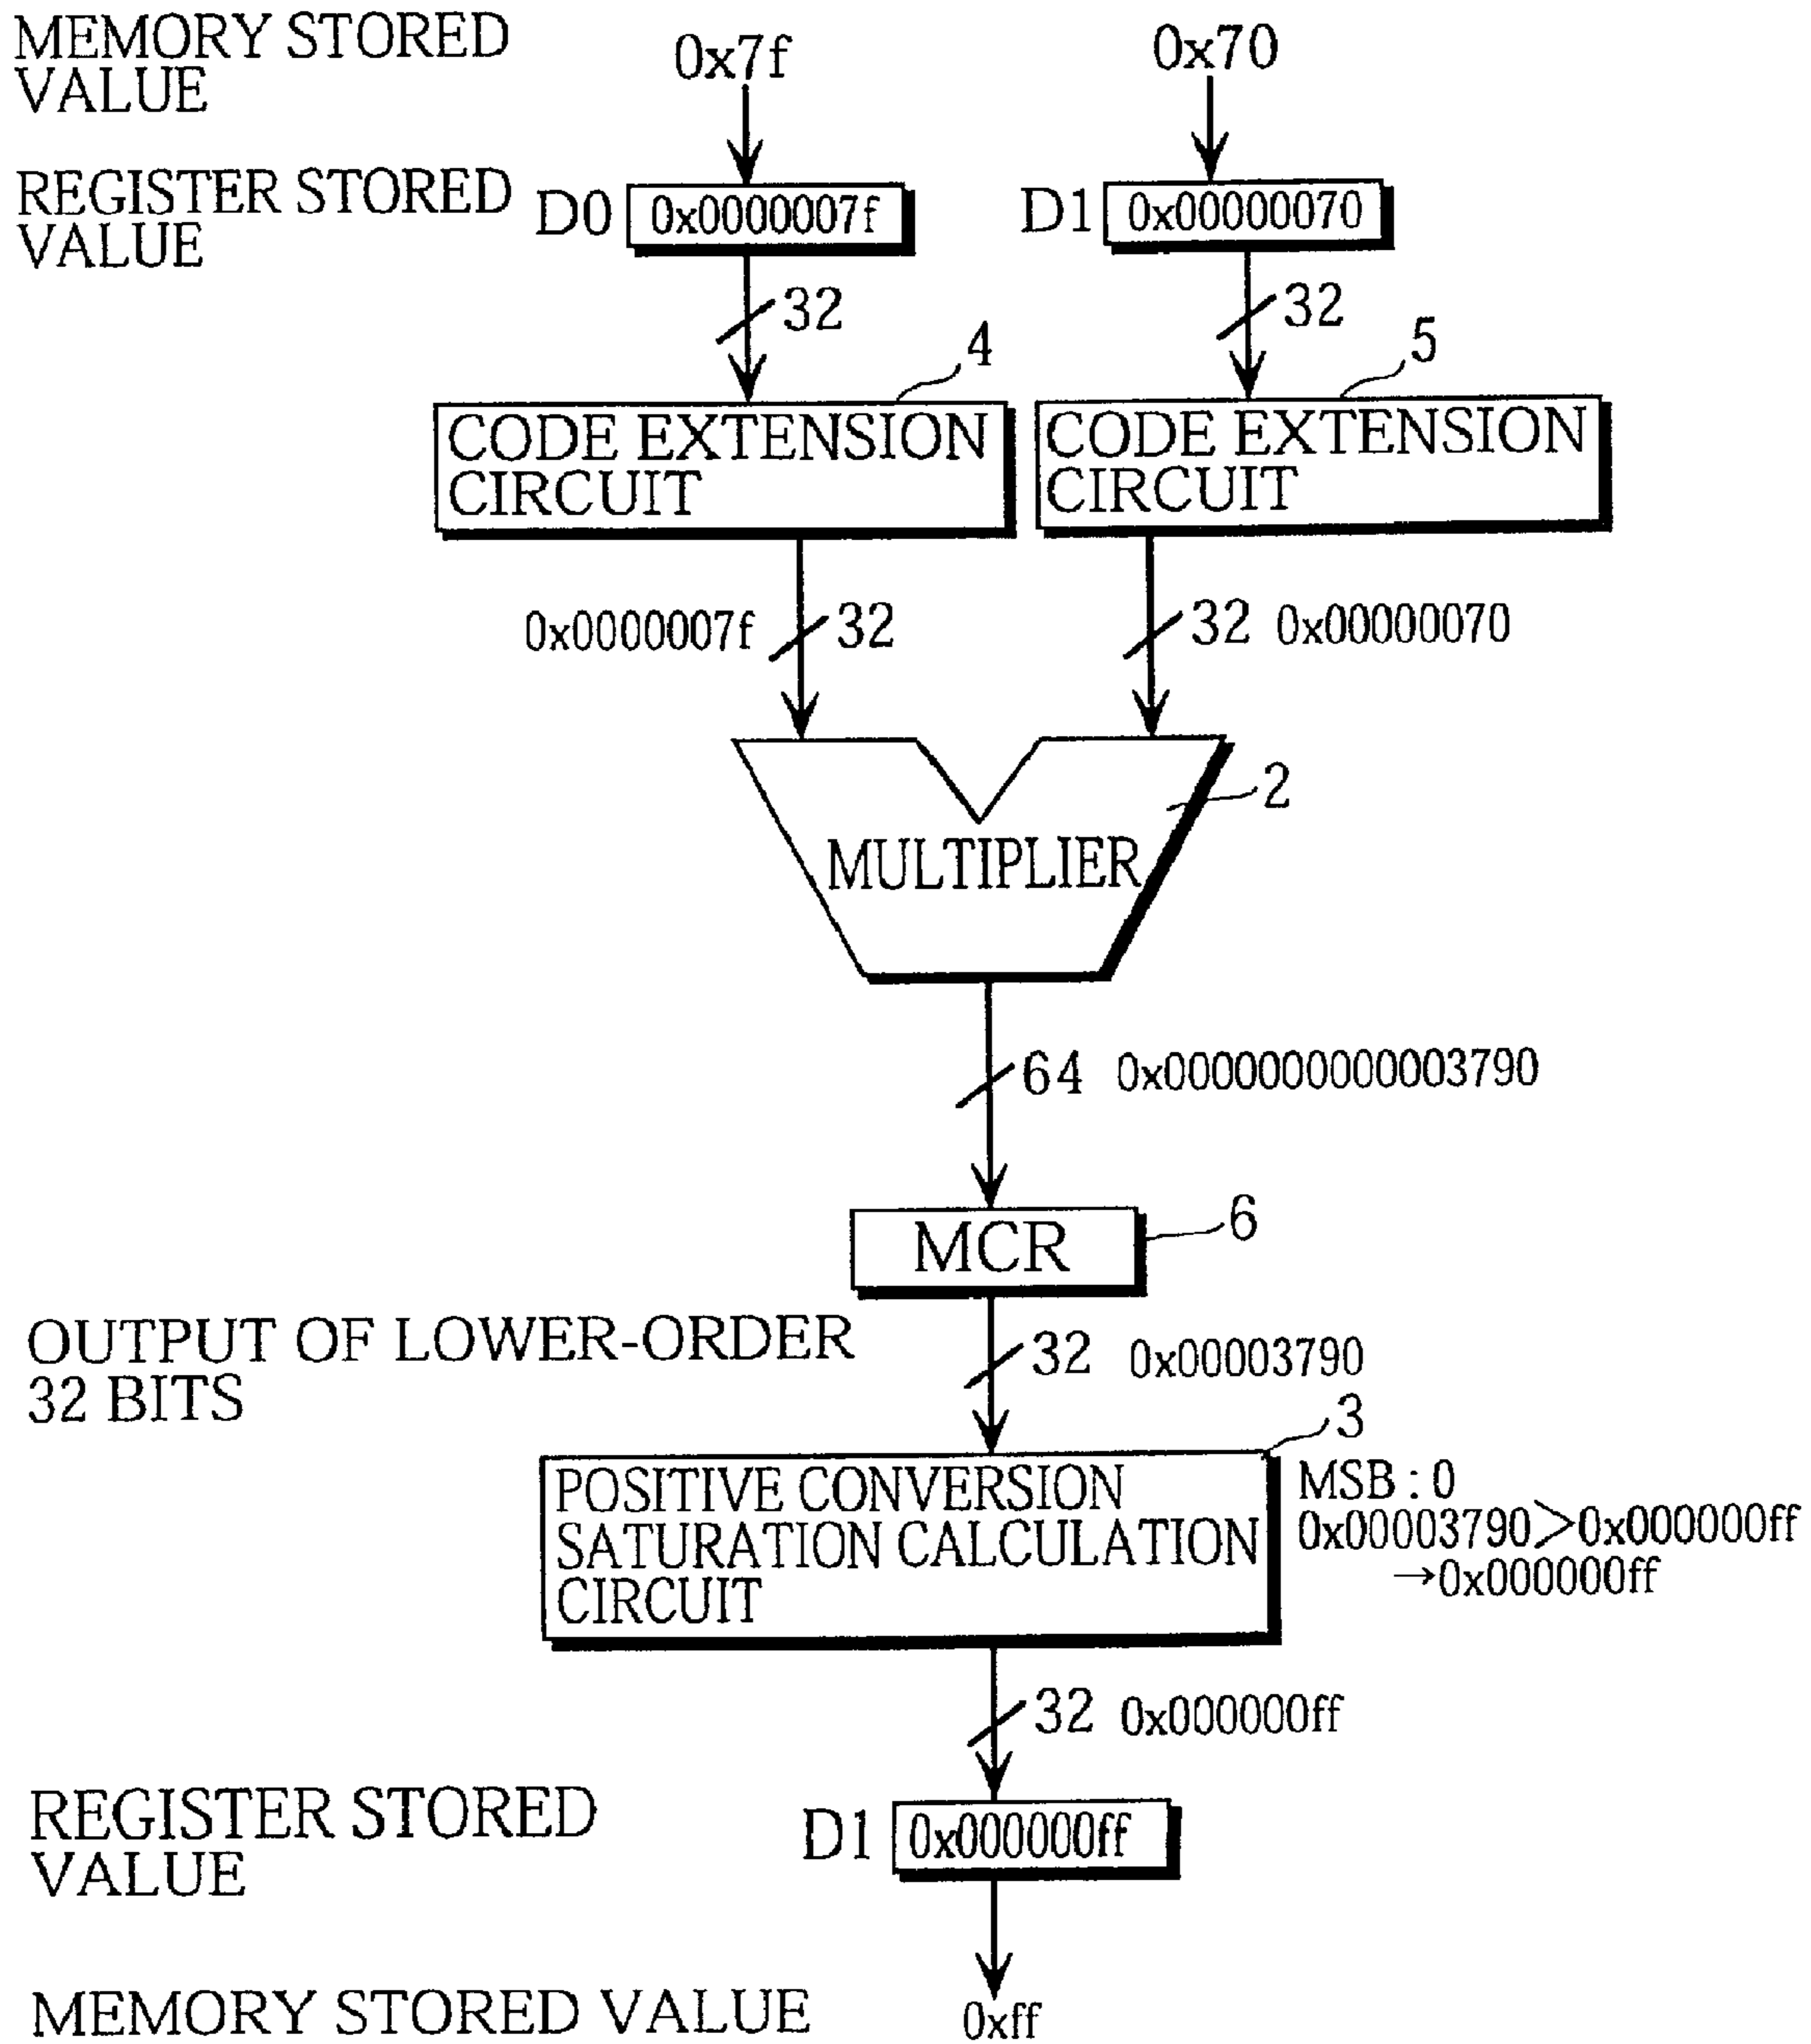 MEMORY STORED
VALUE
0x7f
0x70
REGISTER STORED
VALUE
D0 0x0000007f
D1 0x00000070
32
32
4
5
CODE EXTENSION
CIRCUIT
CODE EXTENSION
CIRCUIT
0x0000007f 32
32 0x00000070
2
MULTIPLIER
64 0x0000000000003790
MCR
6
OUTPUT OF LOWER-ORDER
32 BITS
32 0x00003790
3
POSITIVE CONVERSION
SATURATION CALCULATION
CIRCUIT
MSB : 0
0x00003790>0x000000ff
→0x000000ff
32 0x000000ff
REGISTER STORED
VALUE
D1 0x000000ff
MEMORY STORED VALUE
0xff